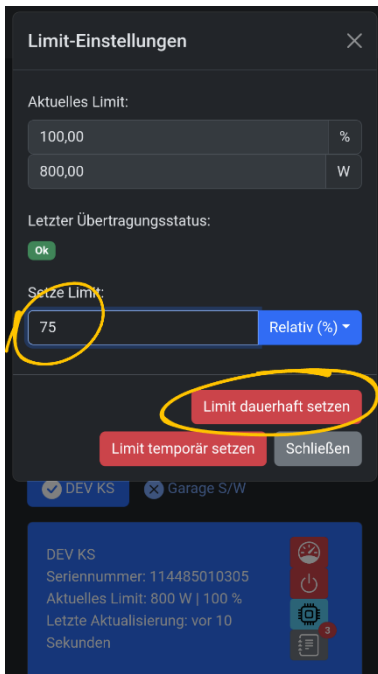 Limit-Einstellungen
Aktuelles Limit:
100,00 %
800,00 W
Letzter Übertragungsstatus:
Ok
Setze Limit:
75 Relativ (%)
Limit dauerhaft setzen
Limit temporär setzen Schließen
DEV KS Garage S/W
DEV KS
Seriennummer: 114485010305
Aktuelles Limit: 800 W | 100 %
Letzte Aktualisierung: vor 10
Sekunden
3